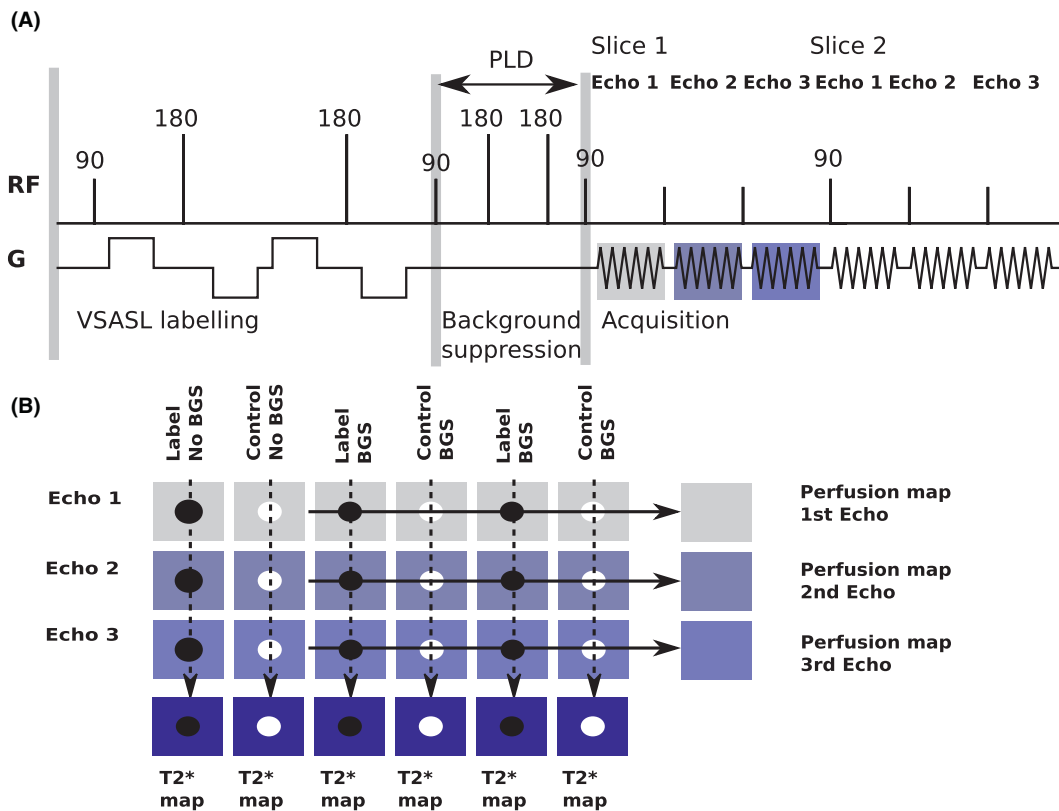 (A)
Slice 1
Slice 2
PLD
Echo 1 Echo 2 Echo 3 Echo 1 Echo 2 Echo 3
180
180
180
180
90
90
90
90
RF
G
VSASL labelling
Background
suppression
Acquisition
(B)
Label
No BGS
Control
No BGS
Label
BGS
Control
BGS
Label
BGS
Control
BGS
Echo 1
Perfusion map
1st Echo
Echo 2
Perfusion map
2nd Echo
Echo 3
Perfusion map
3rd Echo
T2*
map
T2*
map
T2*
map
T2*
map
T2*
map
T2*
map